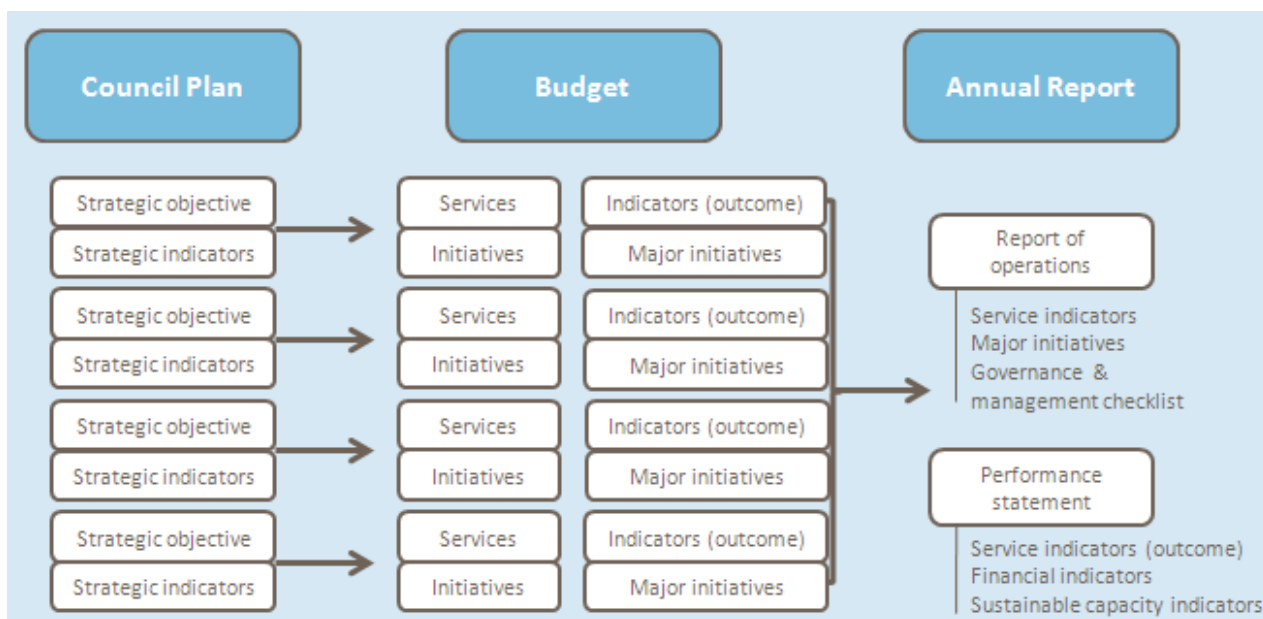 Council Plan
Budget
Annual Report
Strategic objective
Strategic indicators
Services
Initiatives
Indicators (outcome)
Major initiatives
Strategic objective
Strategic indicators
Services
Initiatives
Indicators (outcome)
Major initiatives
Strategic objective
Strategic indicators
Services
Initiatives
Indicators (outcome)
Major initiatives
Strategic objective
Strategic indicators
Services
Initiatives
Indicators (outcome)
Major initiatives
Report of
operations
Service indicators
Major initiatives
Governance &
management checklist
Performance
statement
Service indicators (outcome)
Financial indicators
Sustainable capacity indicators